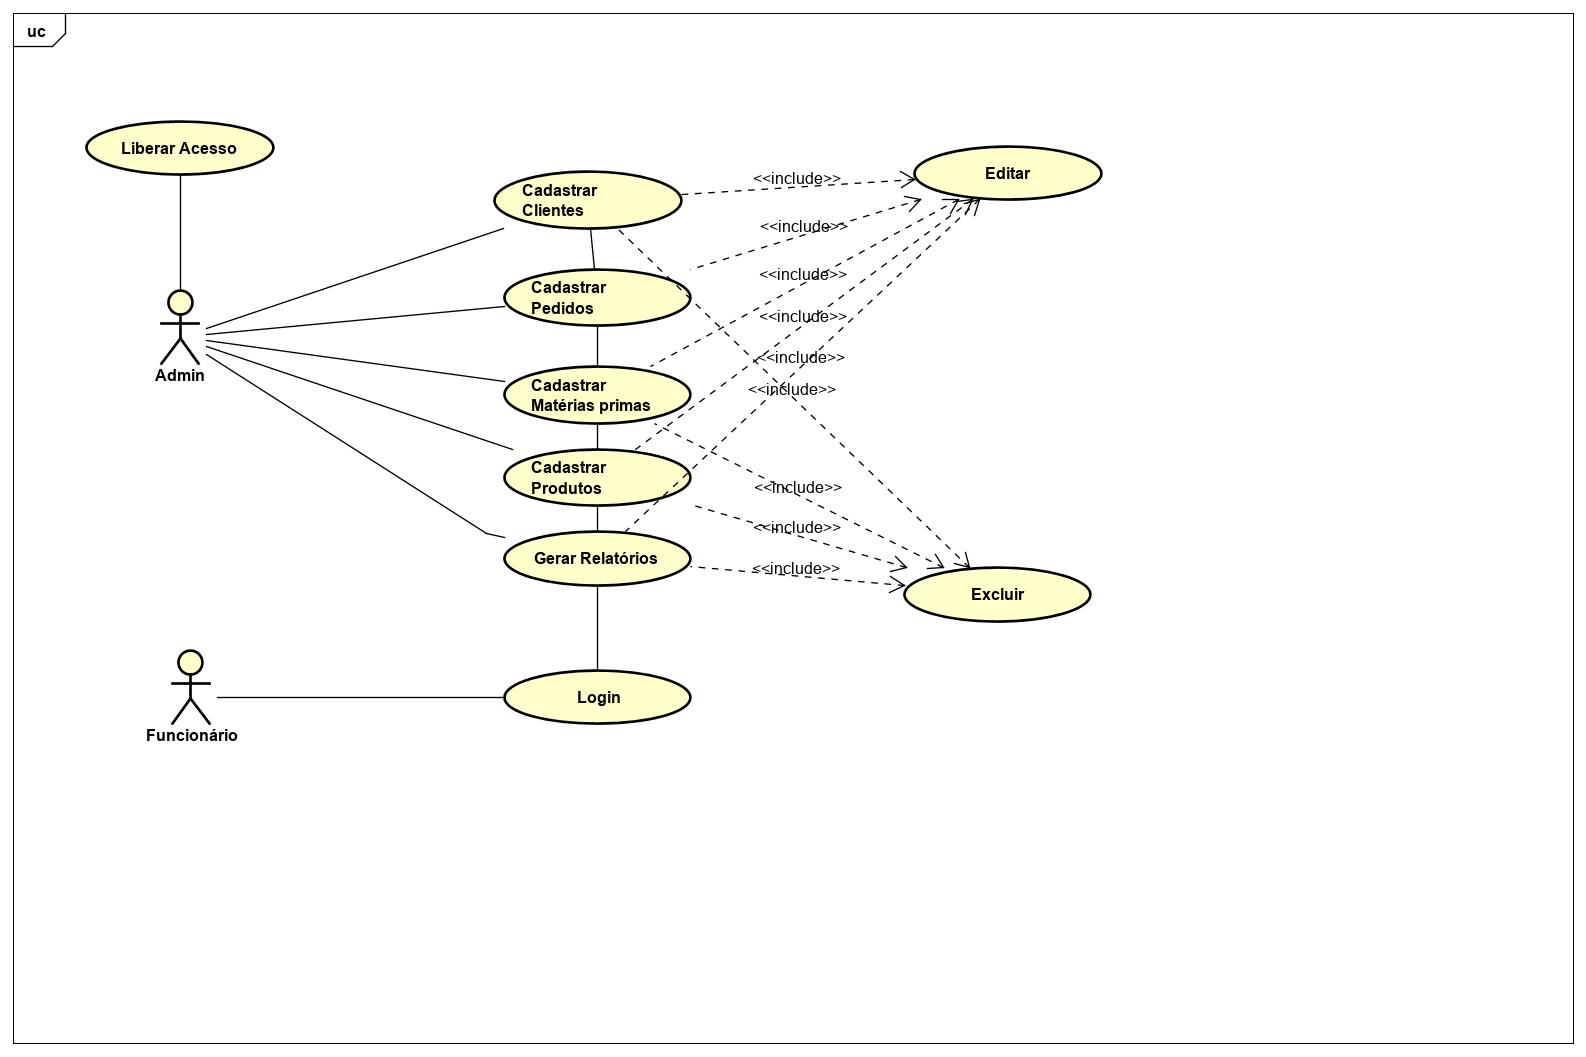 uc
Liberar Acesso
Admin
Funcionário
Cadastrar
Clientes
Cadastrar
Pedidos
Cadastrar
Matérias primas
Cadastrar
Produtos
Gerar Relatórios
Login
<<include>>
<<include>>
<<include>>
<<include>>
<<include>>
<<include>>
<<include>>
<<include>>
<<include>>
Editar
Excluir